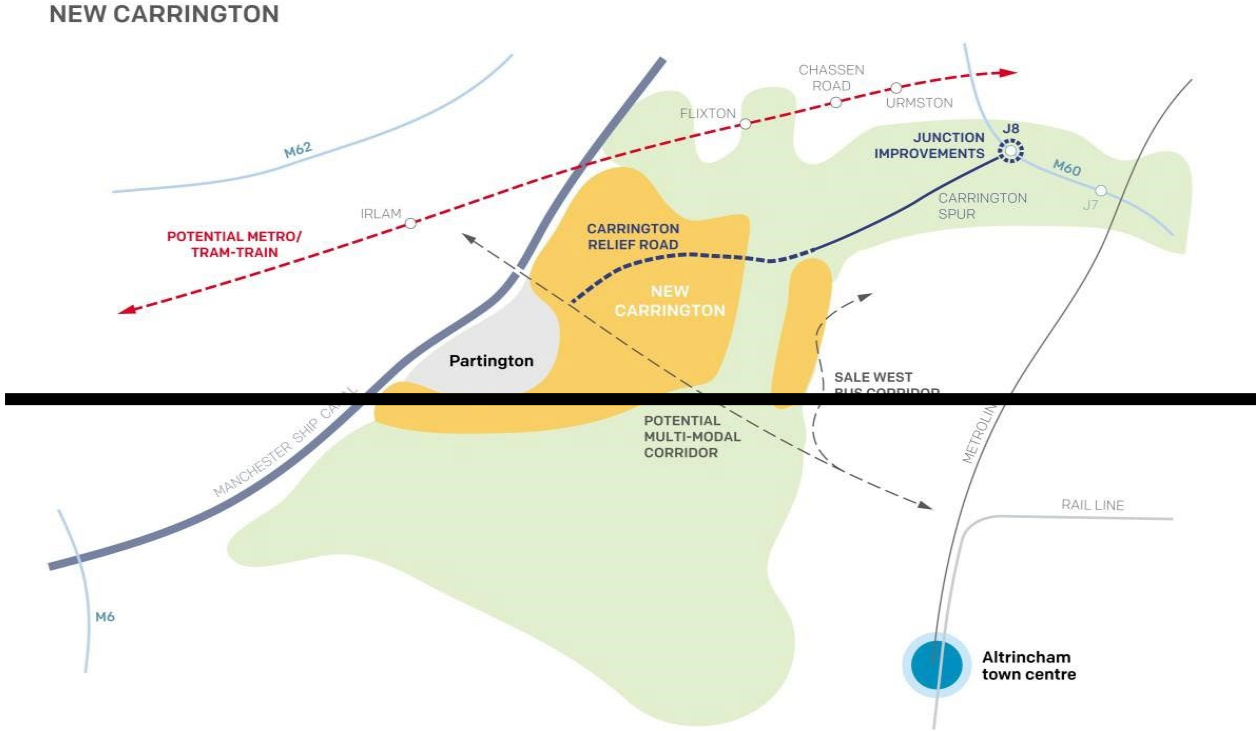 NEW CARRINGTON
CHASSEN
ROAD
FLIXTON
URMSTON
JUNCTION
IMPROVEMENTS
J8
M62
M60
J7
IRLAM
CARRINGTON
SPUR
POTENTIAL METRO/
TRAM-TRAIN
CARRINGTON
RELIEF ROAD
NEW
CARRINGTON
Partington
SALE WEST
BUS CORRIDOR
MANCHESTER SHIP CANAL
POTENTIAL
MULTI-MODAL
CORRIDOR
RAIL LINE
M6
Altrincham
town centre